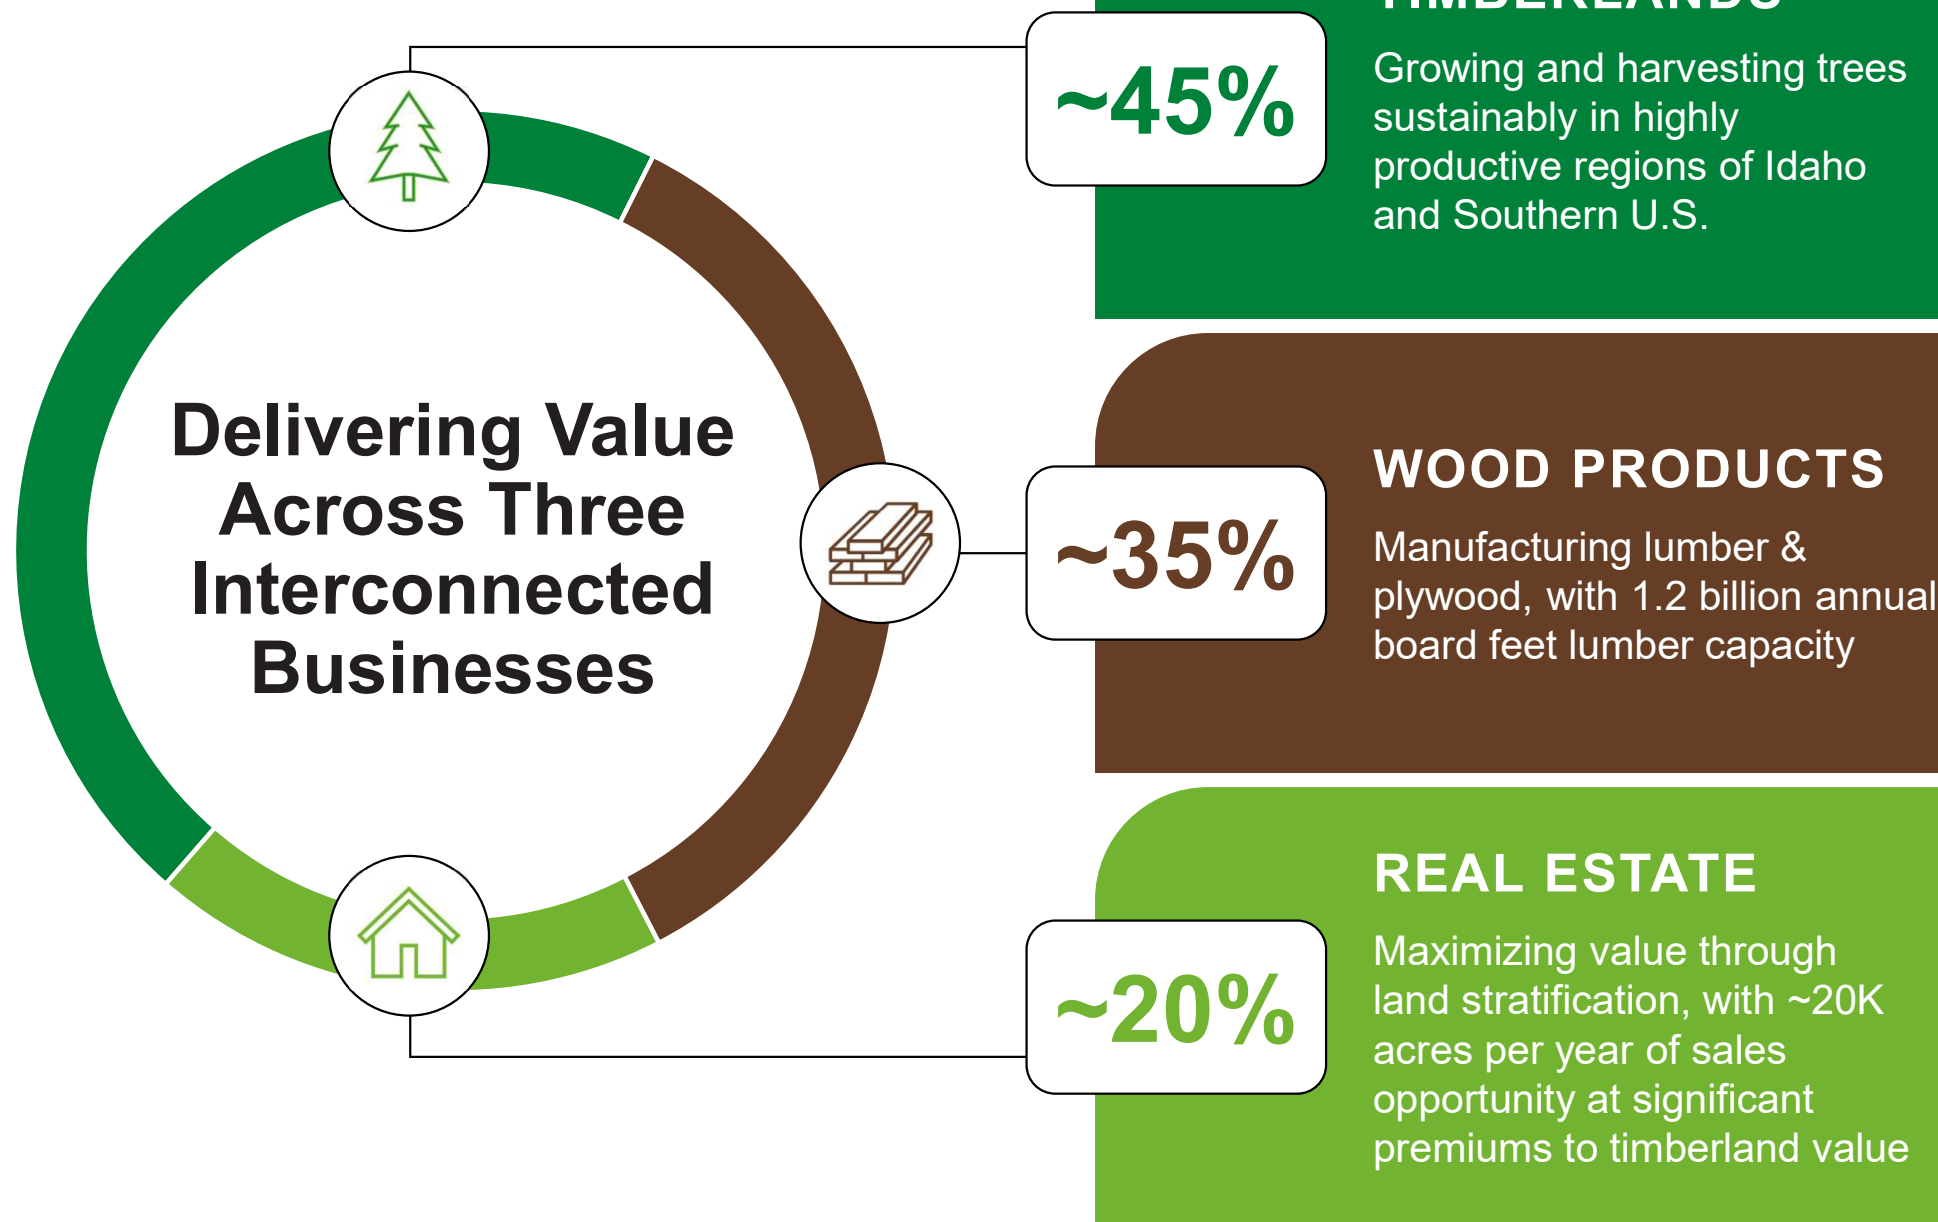 TIMBERLANDS
~45%
Growing and harvesting trees
sustainably in highly
productive regions of Idaho
and Southern U.S.
Delivering Value
Across Three
Interconnected
Businesses
WOOD PRODUCTS
~35%
Manufacturing lumber &
plywood, with 1.2 billion annual
board feet lumber capacity
REAL ESTATE
~20%
Maximizing value through
land stratification, with ~20K
acres per year of sales
opportunity at significant
premiums to timberland value